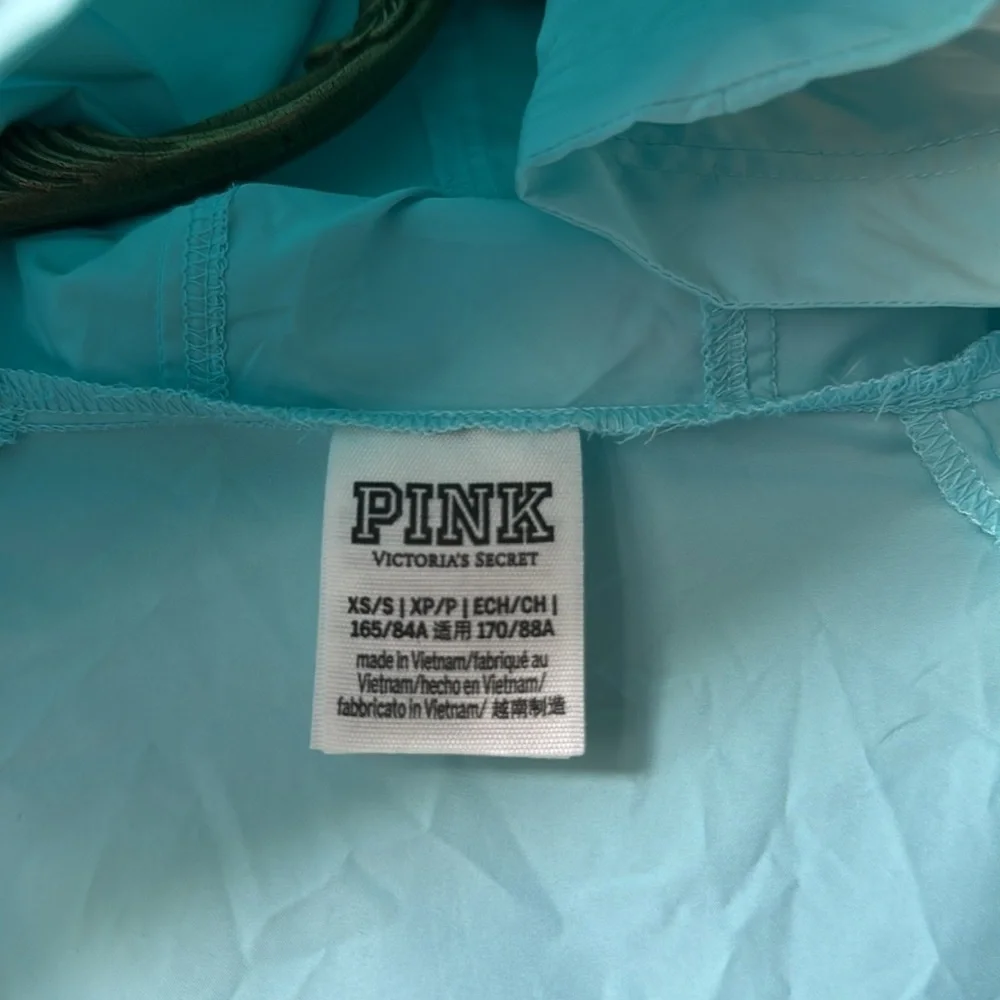 PINK
VICTORIA'S SECRET
XS/S | XP/P | ECH/CH |
165/84A 适用 170/88A
made in Vietnam/fabriqué au
Vietnam/hecho en Vietnam/
fabbricato in Vietnam/ 越南制造